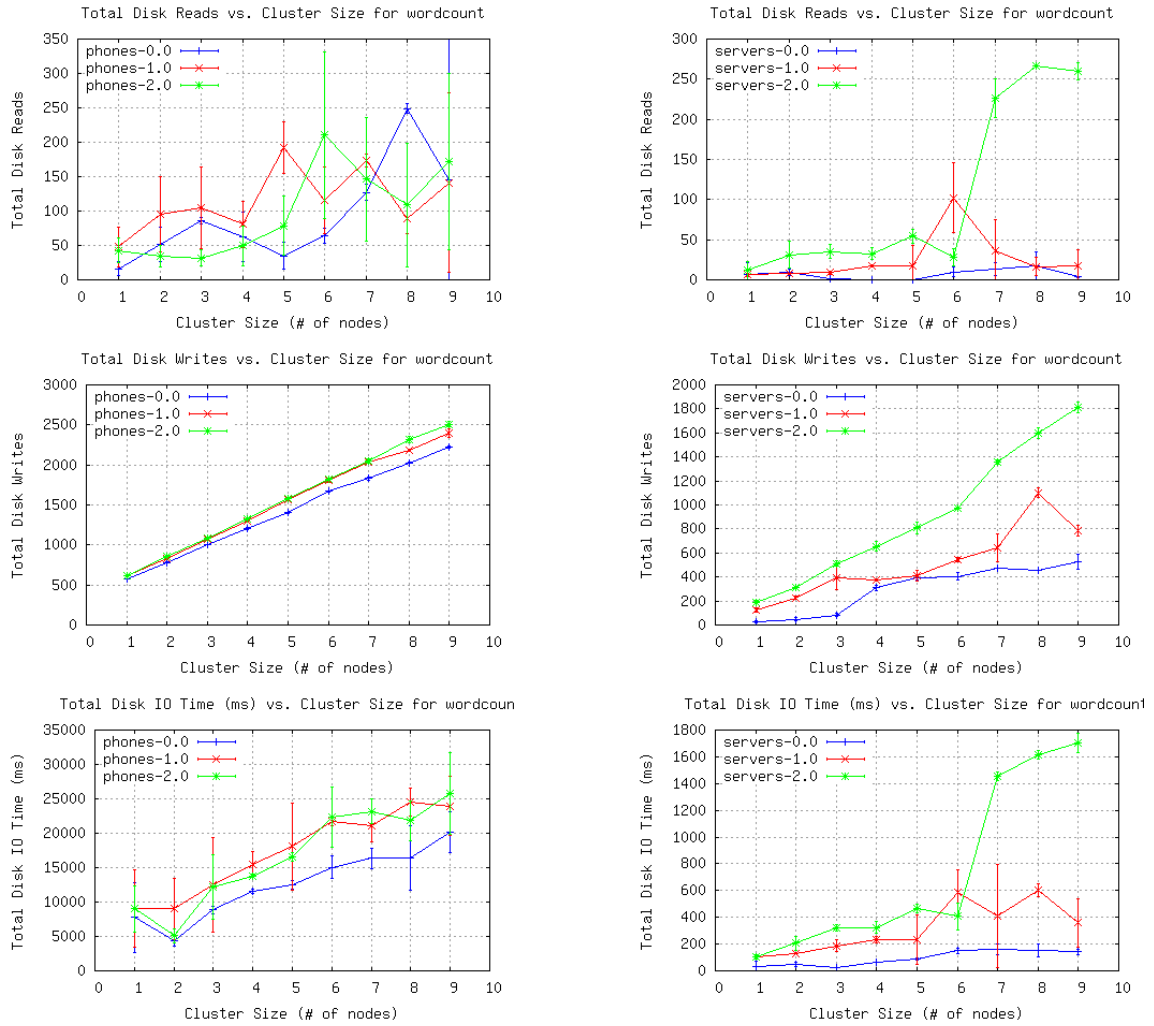 Total Disk Reads vs. Cluster Size for wordcount
350
300
250
200
150
100
50
0
phones-0.0
phones-1.0
phones-2.0
Total Disk Reads
0 1 2 3 4 5 6 7 8 9 10
Cluster Size (# of nodes)
Total Disk Reads vs. Cluster Size for wordcount
300
250
200
150
100
50
0
servers-0.0
servers-1.0
servers-2.0
Total Disk Reads
0 1 2 3 4 5 6 7 8 9 10
Cluster Size (# of nodes)
Total Disk Writes vs. Cluster Size for wordcount
3000
2500
2000
1500
1000
500
0
phones-0.0
phones-1.0
phones-2.0
Total Disk Writes
0 1 2 3 4 5 6 7 8 9 10
Cluster Size (# of nodes)
Total Disk Writes vs. Cluster Size for wordcount
2000
1800
1600
1400
1200
1000
800
600
400
200
0
servers-0.0
servers-1.0
servers-2.0
Total Disk Writes
0 1 2 3 4 5 6 7 8 9 10
Cluster Size (# of nodes)
Total Disk IO Time (ms) vs. Cluster Size for wordcoun
35000
30000
25000
20000
15000
10000
5000
0
phones-0.0
phones-1.0
phones-2.0
Total Disk IO Time (ms)
0 1 2 3 4 5 6 7 8 9 10
Cluster Size (# of nodes)
Total Disk IO Time (ms) vs. Cluster Size for wordcount
1800
1600
1400
1200
1000
800
600
400
200
0
servers-0.0
servers-1.0
servers-2.0
Total Disk IO Time (ms)
0 1 2 3 4 5 6 7 8 9 10
Cluster Size (# of nodes)